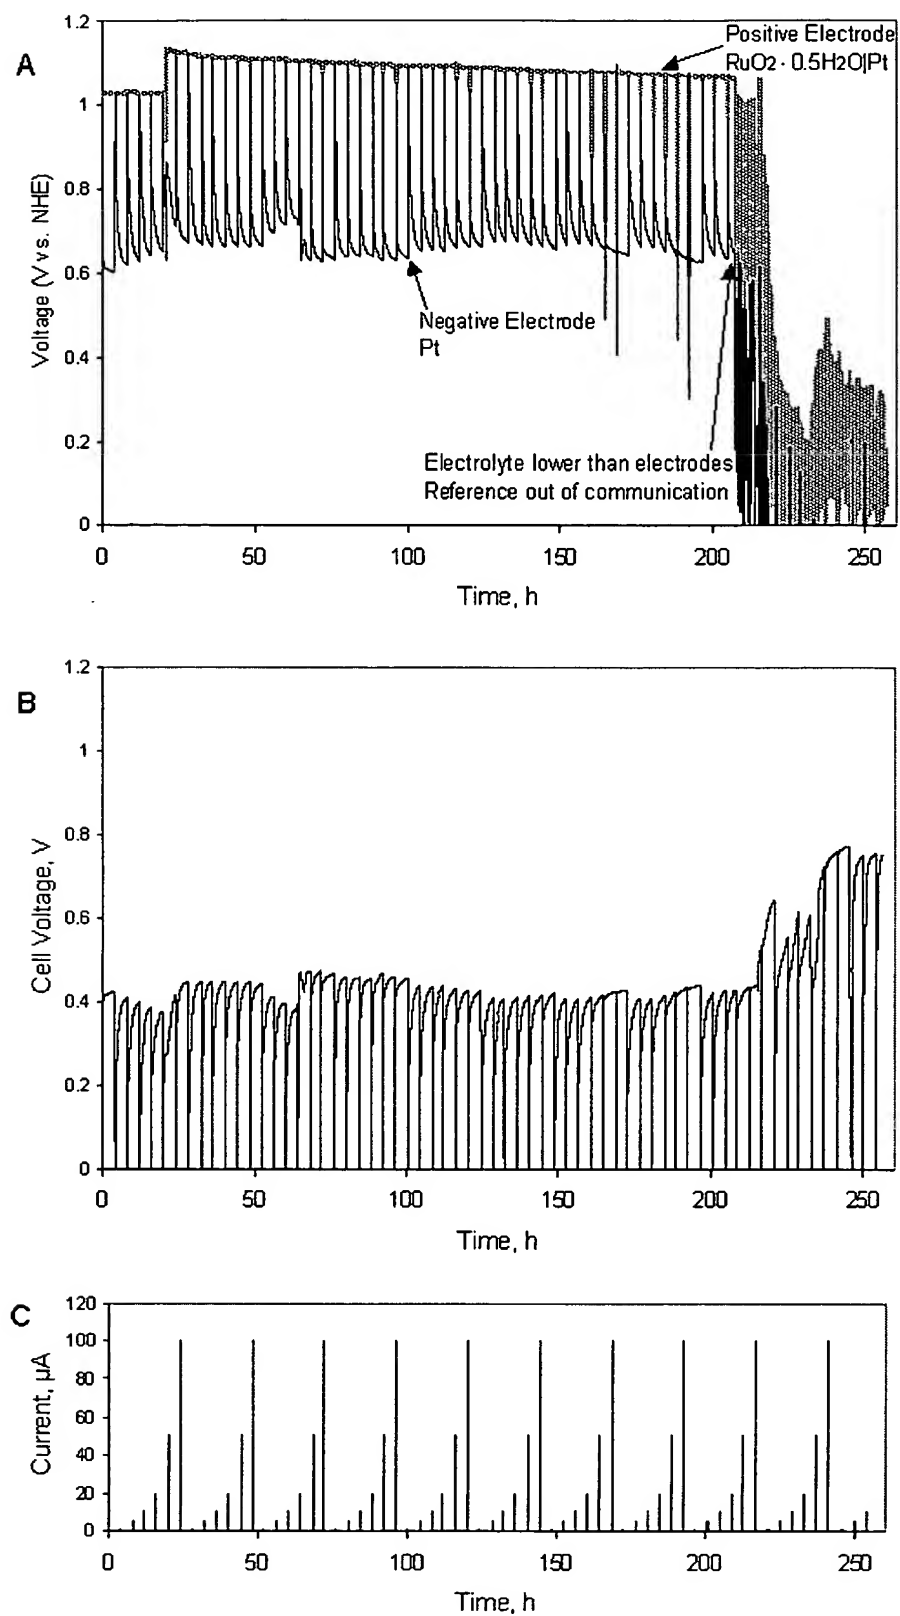 A
1.2
1
0.8
0.6
0.4
0.2
0
Voltage (V vs. NHE)
Positive Electrode
RuO2 · 0.5H2O|Pt
Negative Electrode
Pt
Electrolyte lower than electrodes
Reference out of communication
0 50 100 150 200 250
Time, h
B
1.2
1
0.8
0.6
0.4
0.2
0
Cell Voltage, V
0 50 100 150 200 250
Time, h
C
120
100
80
60
40
20
0
Current, µA
0 50 100 150 200 250
Time, h